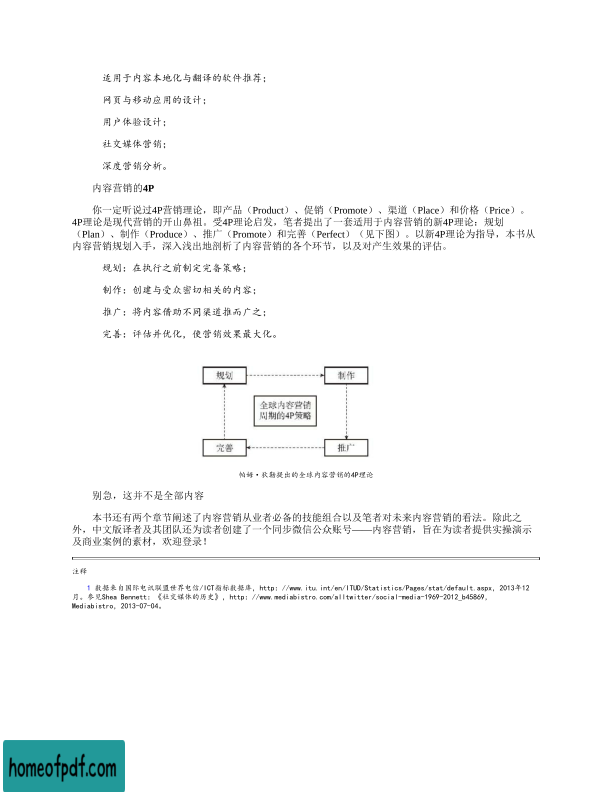 适用于内容本地化与翻译的软件推荐；
网页与移动应用的设计；
用户体验设计；
社交媒体营销；
深度营销分析。
内容营销的4P
你一定听说过4P营销理论，即产品（Product）、促销（Promote）、渠道（Place）和价格（Price）。
4P理论是现代营销的开山鼻祖。受4P理论启发，笔者提出了一套适用于内容营销的新4P理论：规划
（Plan）、制作（Produce）、推广（Promote）和完善（Perfect）（见下图）。以新4P理论为指导，本书从
内容营销规划入手，深入浅出地剖析了内容营销的各个环节，以及对产生效果的评估。
规划：在执行之前制定完备策略；
制作：创建与受众密切相关的内容；
推广：将内容借助不同渠道推而广之；
完善：评估并优化，使营销效果最大化。
规划
制作
全球内容营销
周期的4P策略
完善
推广
帕姆·狄勒提出的全球内容营销的4P理论
别急，这并不是全部内容
本书还有两个章节阐述了内容营销从业者必备的技能组合以及笔者对未来内容营销的看法。除此之
外，中文版译者及其团队还为读者创建了一个同步微信公众账号——内容营销，旨在为读者提供实操演示
及商业案例的素材，欢迎登录！
注释
1 数据来自国际电讯联盟世界电信/ICT指标数据库，http: //www.itu.int/en/ITUD/Statistics/Pages/stat/default.aspx, 2013年12
月。参见Shea Bennett: 《社交媒体的历史》, http: //www.mediabistro.com/alltwitter/social-media-1969-2012_b45869,
Mediabistro, 2013-07-04。
homeofpdf.com